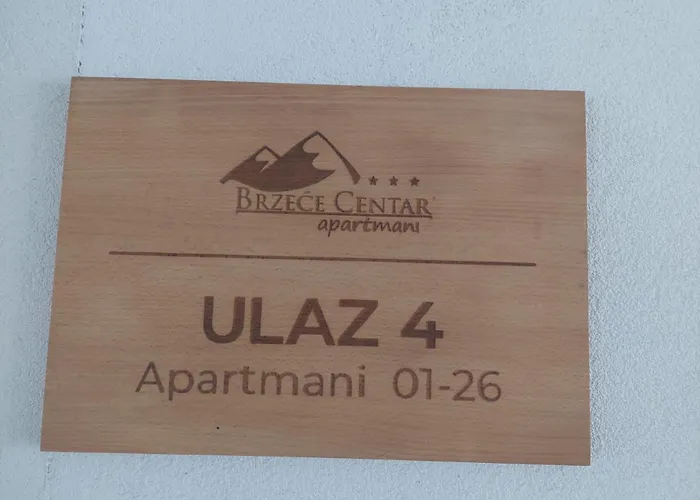 BRZEĆE CENTAR
apartmani
ULAZ 4
Apartmani 01-26